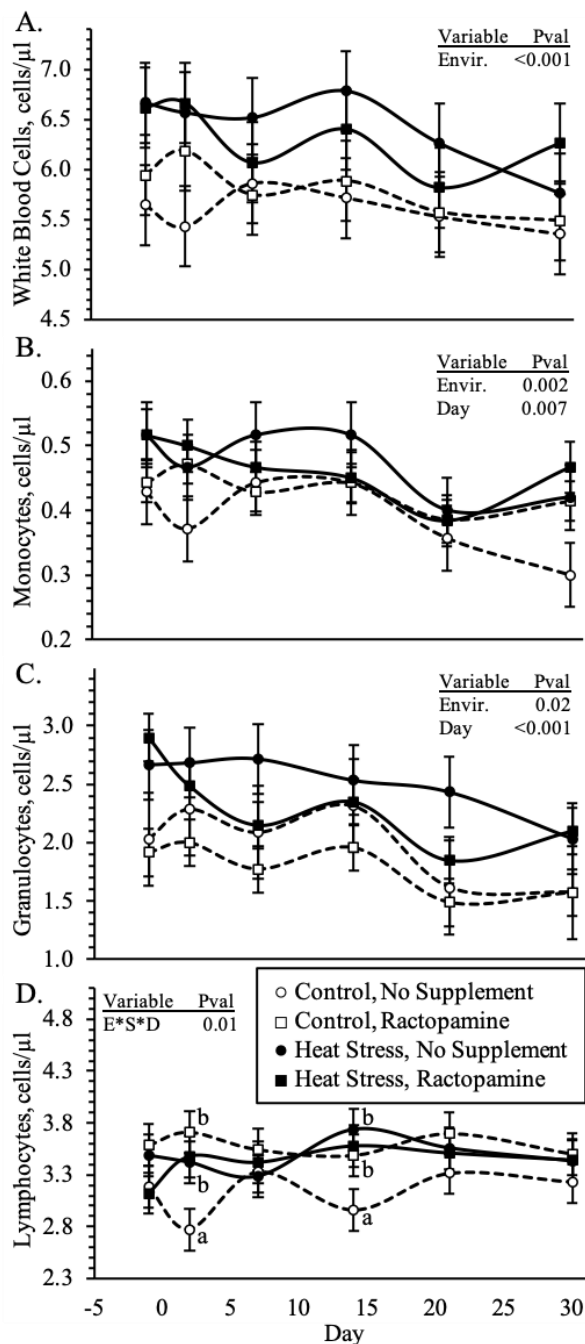 A.
Variable Pval
Envir. <0.001
White Blood Cells, cells/µl
7.0
6.5
6.0
5.5
5.0
4.5
B.
Variable Pval
Envir. 0.002
Day 0.007
Monocytes, cells/µl
0.6
0.5
0.4
0.3
0.2
C.
Variable Pval
Envir. 0.02
Day <0.001
Granulocytes, cells/µl
3.0
2.5
2.0
1.5
1.0
D.
Variable Pval
E*S*D 0.01
Control, No Supplement
Control, Ractopamine
Heat Stress, No Supplement
Heat Stress, Ractopamine
Lymphocytes, cells/µl
4.8
4.3
3.8
3.3
2.8
2.3
b
b
b
b
a
a
-5 0 5 10 15 20 25 30
Day